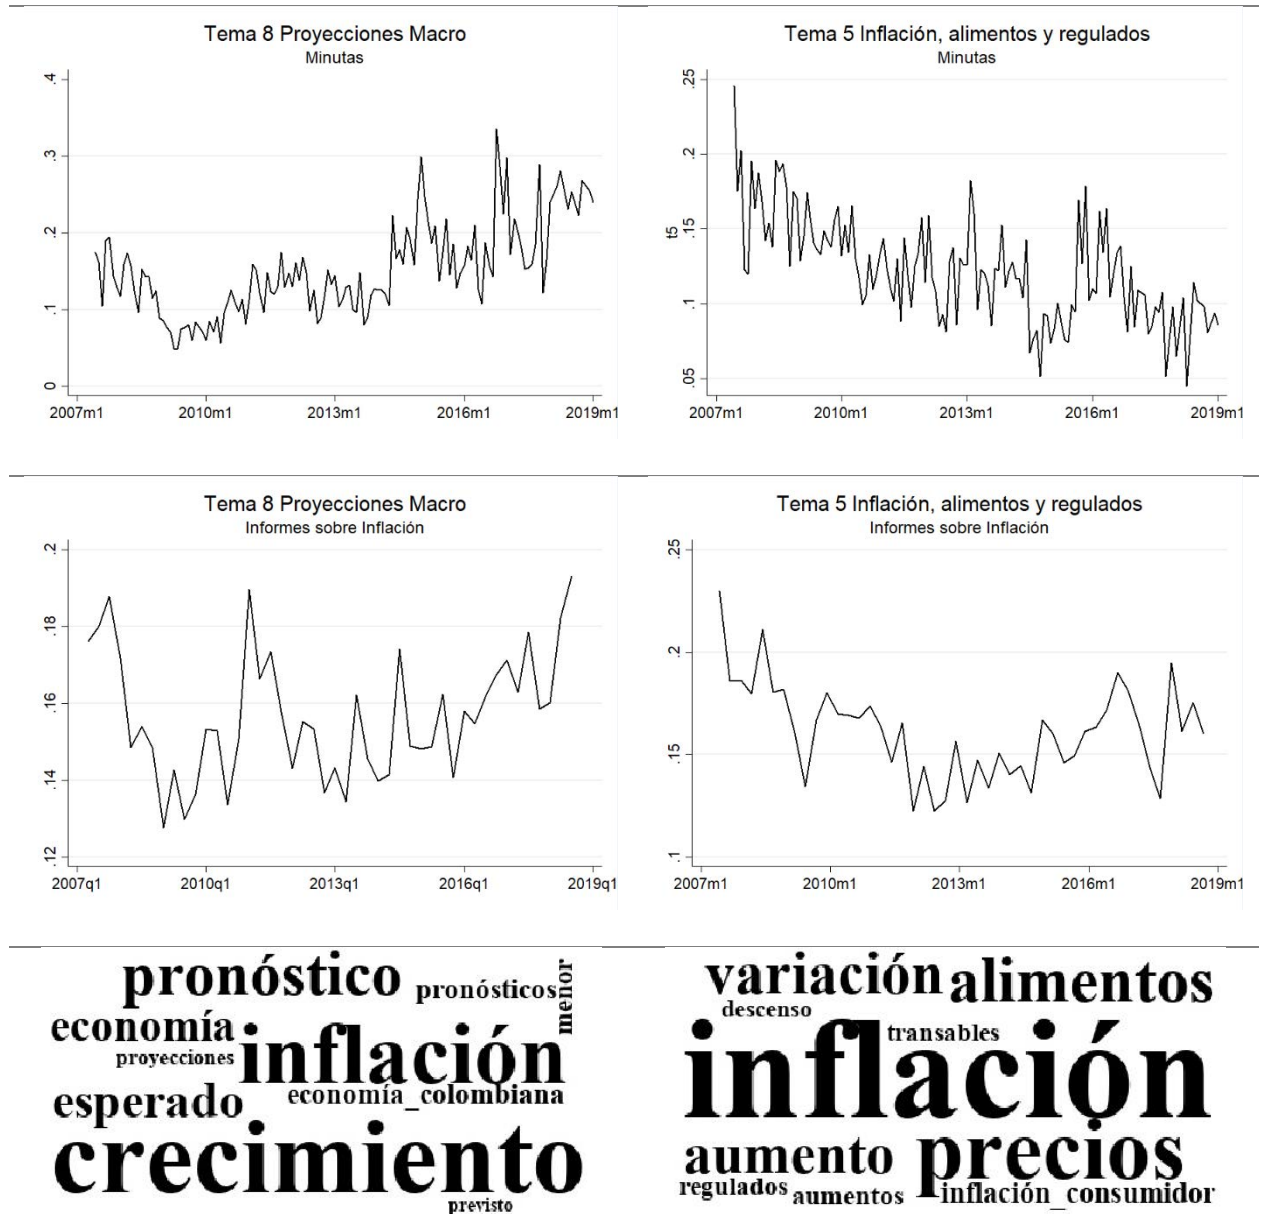 Tema 8 Proyecciones Macro
Minutas
.4
.3
.2
.1
0
2007m1 2010m1 2013m1 2016m1 2019m1
Tema 5 Inflación, alimentos y regulados
Minutas
t5
.25
.2
.15
.1
.05
2007m1 2010m1 2013m1 2016m1 2019m1
Tema 8 Proyecciones Macro
Informes sobre Inflación
.2
.18
.16
.14
.12
2007q1 2010q1 2013q1 2016q1 2019q1
Tema 5 Inflación, alimentos y regulados
Informes sobre Inflación
.25
.2
.15
.1
2007m1 2010m1 2013m1 2016m1 2019m1
pronóstico
pronósticos
menor
economía
proyecciones
inflación
esperado
economía_colombiana
crecimiento
previsto
variación
alimentos
descenso
transables
inflación
aumento
precios
regulados
aumentos
inflación_consumidor